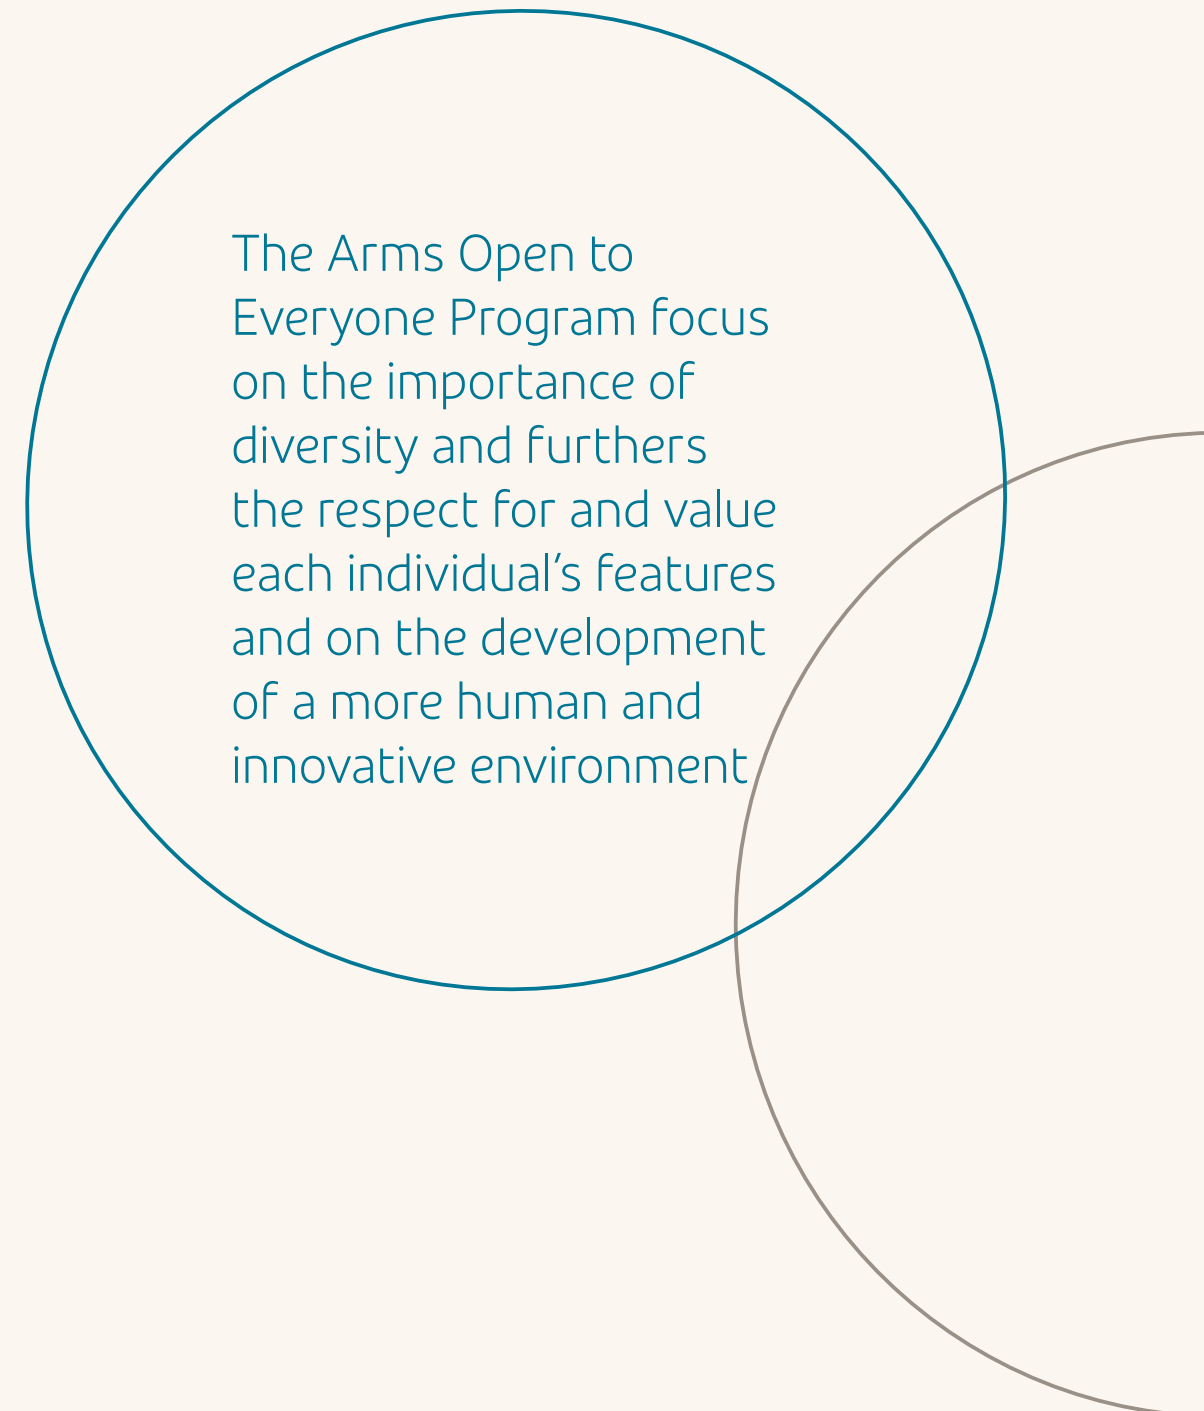 The Arms Open to
Everyone Program focus
on the importance of
diversity and furthers
the respect for and value
each individual’s features
and on the development
of a more human and
innovative environment